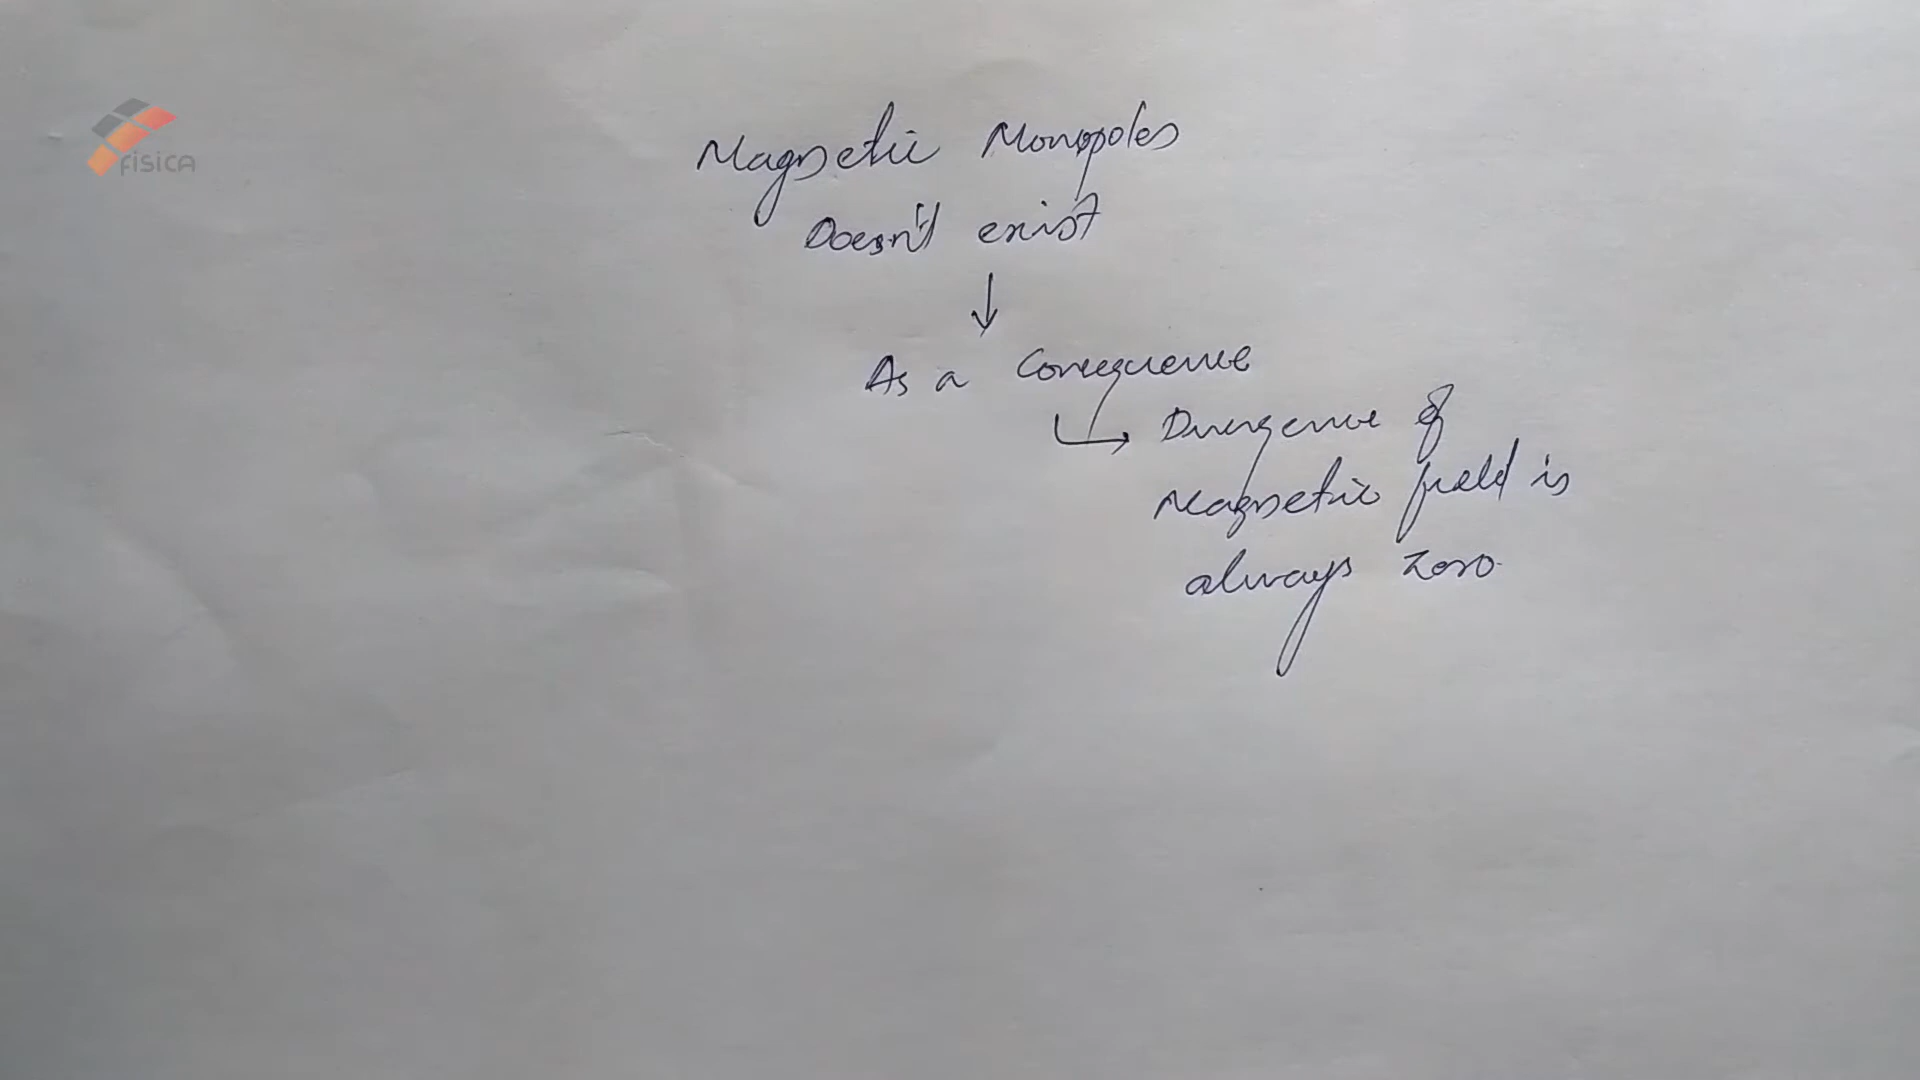 FISICA
Magnetic Monopoles
Doesn't exist
As a Consequence
Divergence of
Magnetic field is
always zero.